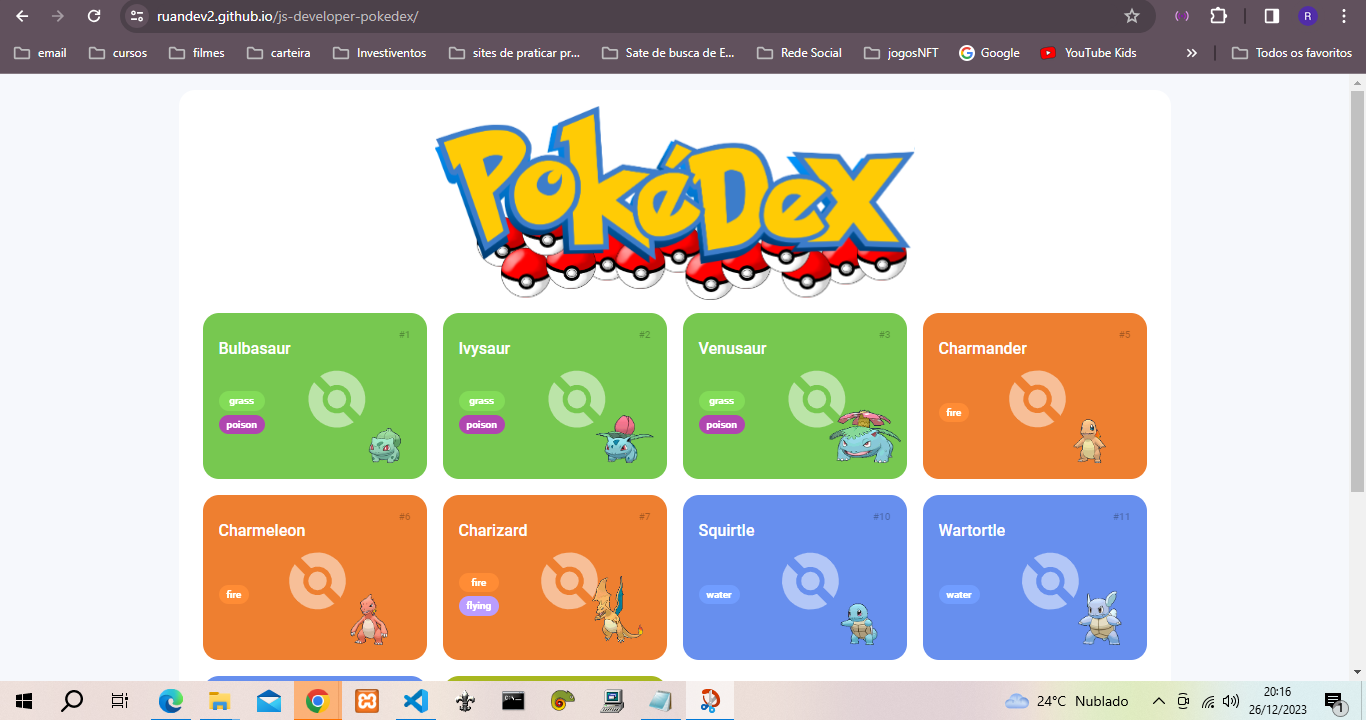 ruandev2.github.io/js-developer-pokedex/
R
email
cursos
filmes
carteira
Investiventos
sites de praticar pr...
Sate de busca de E...
Rede Social
jogosNFT
Google
YouTube Kids
Todos os favoritos
PokéDex
#1
Bulbasaur
grass
poison
#2
Ivysaur
grass
poison
#3
Venusaur
grass
poison
#5
Charmander
fire
#6
Charmeleon
fire
#7
Charizard
fire
flying
#10
Squirtle
water
#11
Wartortle
water
24°C Nublado
20:16
26/12/2023
1